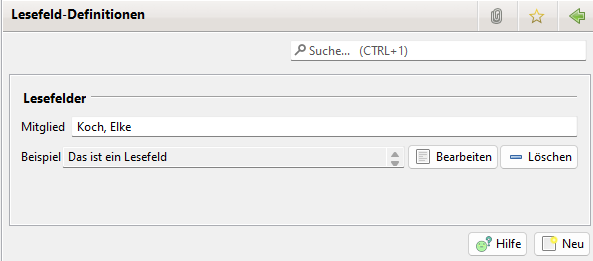 Lesefeld-Definitionen
Suche... (CTRL+1)
Lesefelder
Mitglied Koch, Elke
Beispiel Das ist ein Lesefeld Bearbeiten Löschen
Hilfe Neu